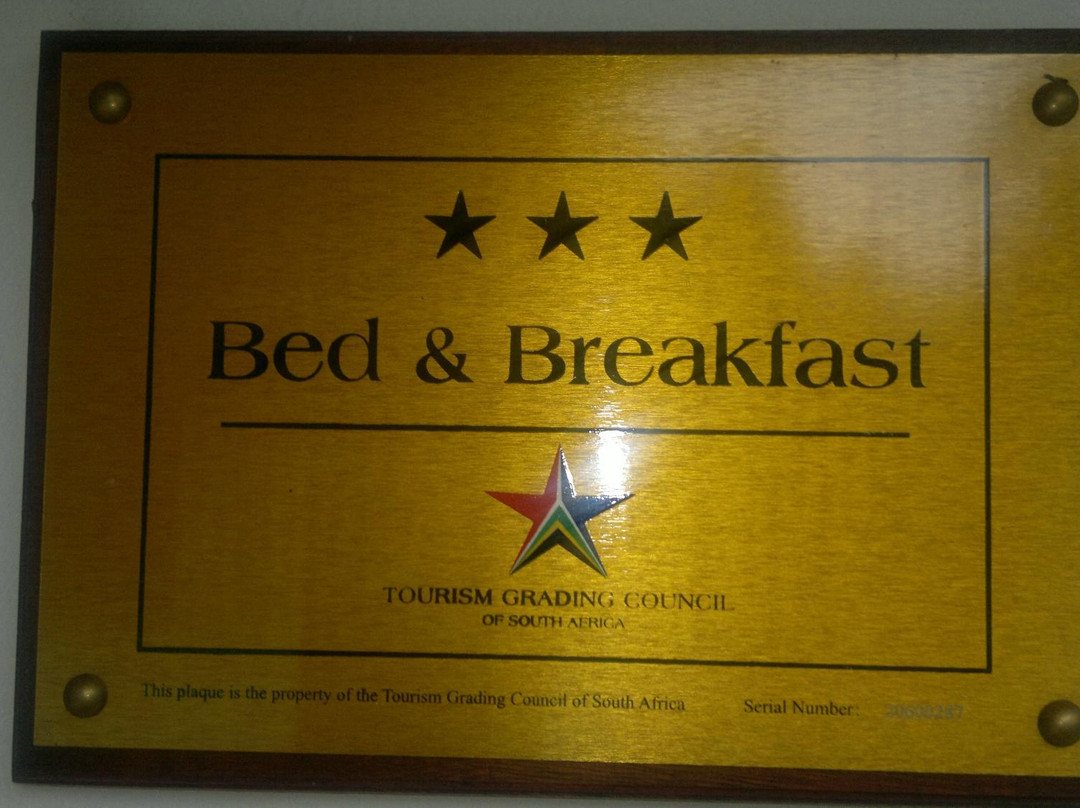 Bed & Breakfast
TOURISM GRADING COUNCIL
OF SOUTH AFRICA
This plaque is the property of the Tourism Grading Council of South Africa
Serial Number: